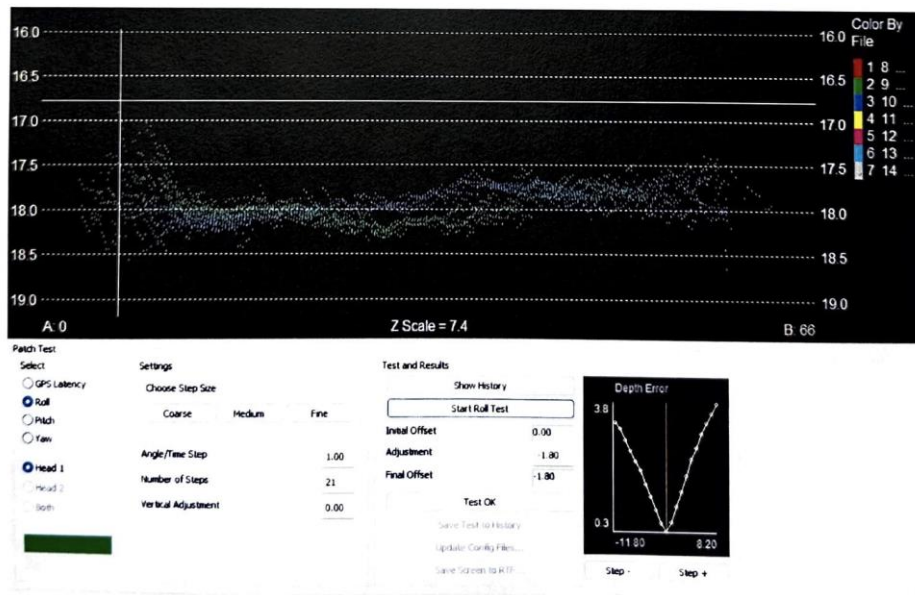 Color By
File
16.0 16.0
16.5 16.5
17.0 17.0
17.5 17.5
18.0 18.0
18.5 18.5
19.0 19.0
1 8 ...
2 9 ...
3 10 ...
4 11 ...
5 12 ...
6 13 ...
7 14 ...
A: 0 Z Scale = 7.4 B: 66
Patch Test
Select
GPS Latency
Roll
Pitch
Yaw
Head 1
Head 2
Both
Settings
Choose Step Size
Coarse Medium Fine
Angle/Time Step 1.00
Number of Steps 21
Vertical Adjustment 0.00
Test and Results
Show History
Start Roll Test
Initial Offset 0.00
Adjustment -1.80
Final Offset -1.80
Test OK
Save Test to History
Update Config Files...
Save Screen to RTF...
Depth Error
3.8
0.3
-11.80 8.20
Step - Step +